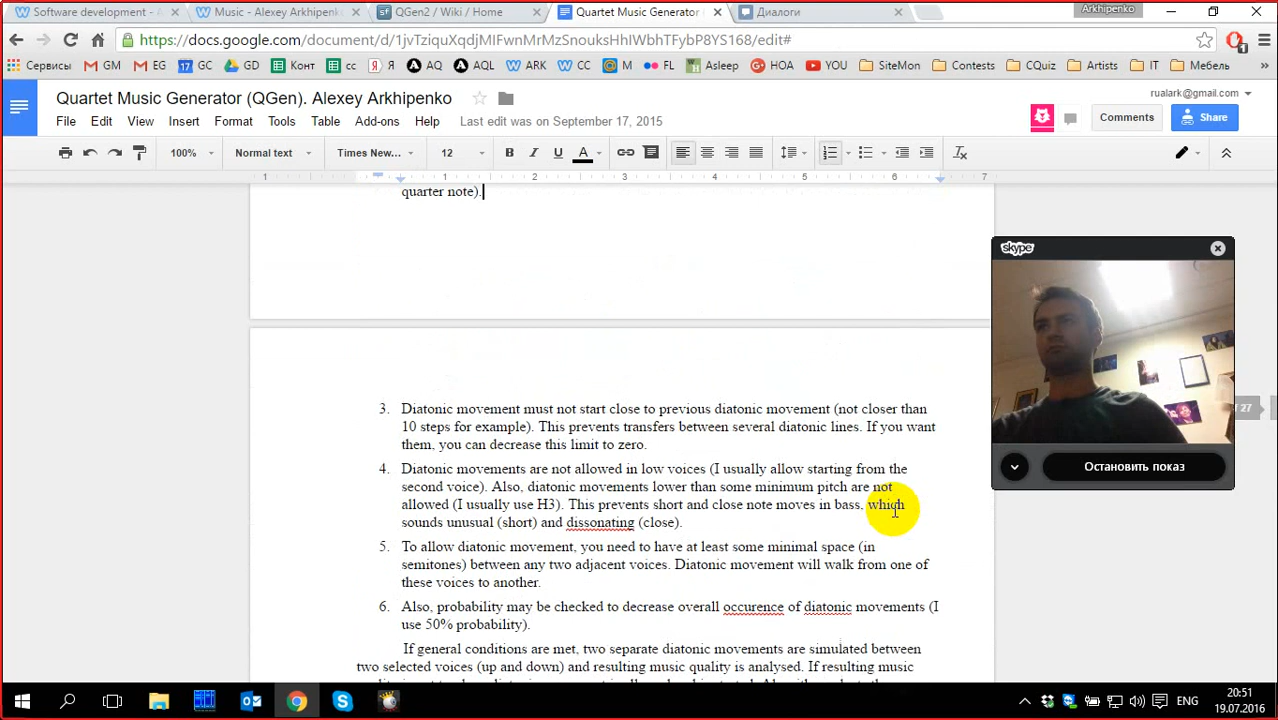 Arkhipenko
Software development - A
Music - Alexey Arkhipenk
QGen2 / Wiki / Home
Quartet Music Generator
Диалоги
https://docs.google.com/document/d/1jvTziquXqdjMIFwnMrMzSnouksHhIWbhTFybP8YS168/edit#
Сервисы GM EG GC GD Конт cc Я AQ AQL ARK CC M FL Asleep HOA YOU SiteMon Contests CQuiz Artists IT Мебель »
rualark@gmail.com
Quartet Music Generator (QGen). Alexey Arkhipenko
Comments
Share
File Edit View Insert Format Tools Table Add-ons Help Last edit was on September 17, 2015
100% Normal text Times New... 12 B I U A
1 1 2 3 4 5 6 7
quarter note).
skype
3. Diatonic movement must not start close to previous diatonic movement (not closer than
10 steps for example). This prevents transfers between several diatonic lines. If you want
them, you can decrease this limit to zero.
4. Diatonic movements are not allowed in low voices (I usually allow starting from the
second voice). Also, diatonic movements lower than some minimum pitch are not
allowed (I usually use H3). This prevents short and close note moves in bass, which
sounds unusual (short) and dissonating (close).
5. To allow diatonic movement, you need to have at least some minimal space (in
semitones) between any two adjacent voices. Diatonic movement will walk from one of
these voices to another.
6. Also, probability may be checked to decrease overall occurence of diatonic movements (I
use 50% probability).
If general conditions are met, two separate diatonic movements are simulated between
two selected voices (up and down) and resulting music quality is analysed. If resulting music
27
Остановить показ
ENG
20:51
19.07.2016